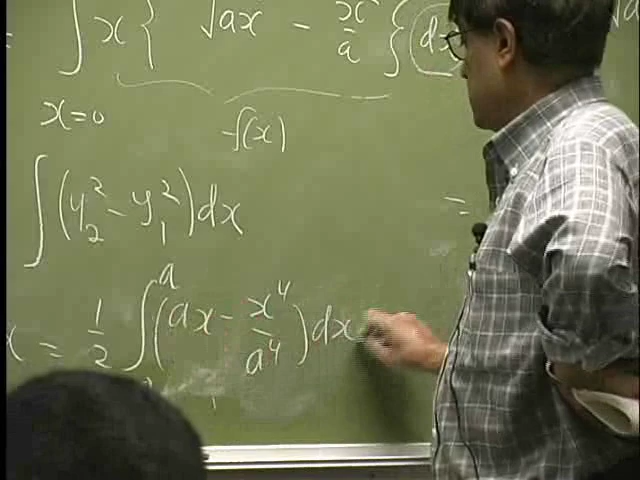 = ∫ x { √ax - x²/a { dx √a
x=0
f(x)
∫ (y₂² - y₁²) dx =
x = 1/2 ∫ᵃ (ax - x⁴/a⁴) dx